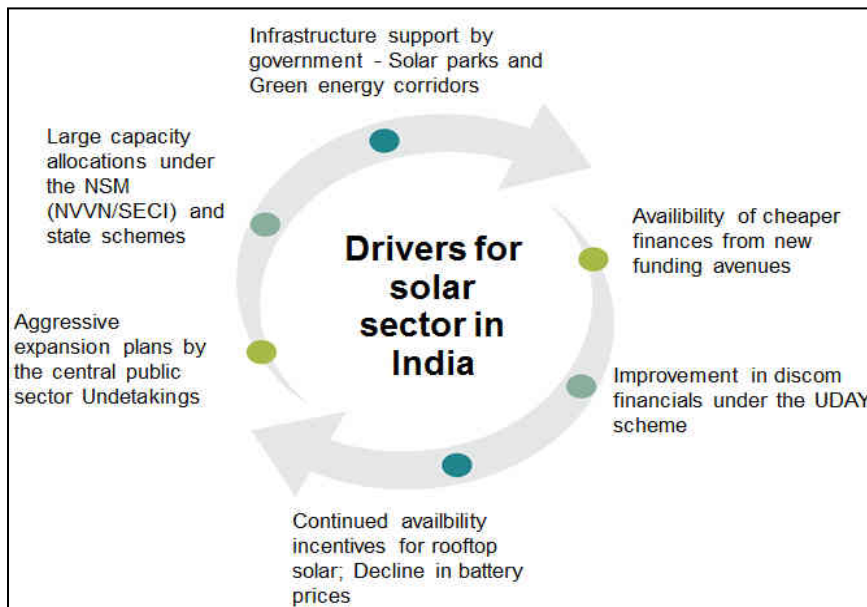 Infrastructure support by
government - Solar parks and
Green energy corridors
Large capacity
allocations under
the NSM
(NVVN/SECI) and
state schemes
Drivers for
solar
sector in
India
Availibility of cheaper
finances from new
funding avenues
Aggressive
expansion plans by
the central public
sector Undetakings
Improvement in discom
financials under the UDAY
scheme
Continued availbility
incentives for rooftop
solar; Decline in battery
prices